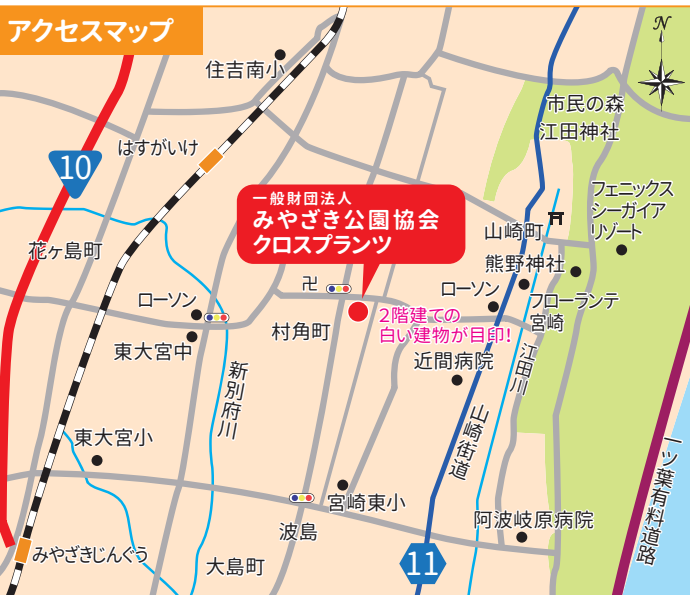 アクセスマップ
N
住吉南小
市民の森
江田神社
はすがいけ
10
フェニックス
シーガイア
リゾート
一般財団法人
みやざき公園協会
クロスプランツ
山崎町
花ヶ島町
熊野神社
卍
ローソン
ローソン
フローランテ
宮崎
2階建ての
白い建物が目印!
村角町
東大宮中
近間病院
江田川
新別府川
山崎街道
東大宮小
一ツ葉有料道路
宮崎東小
阿波岐原病院
波島
みやざきじんぐう
大島町
11